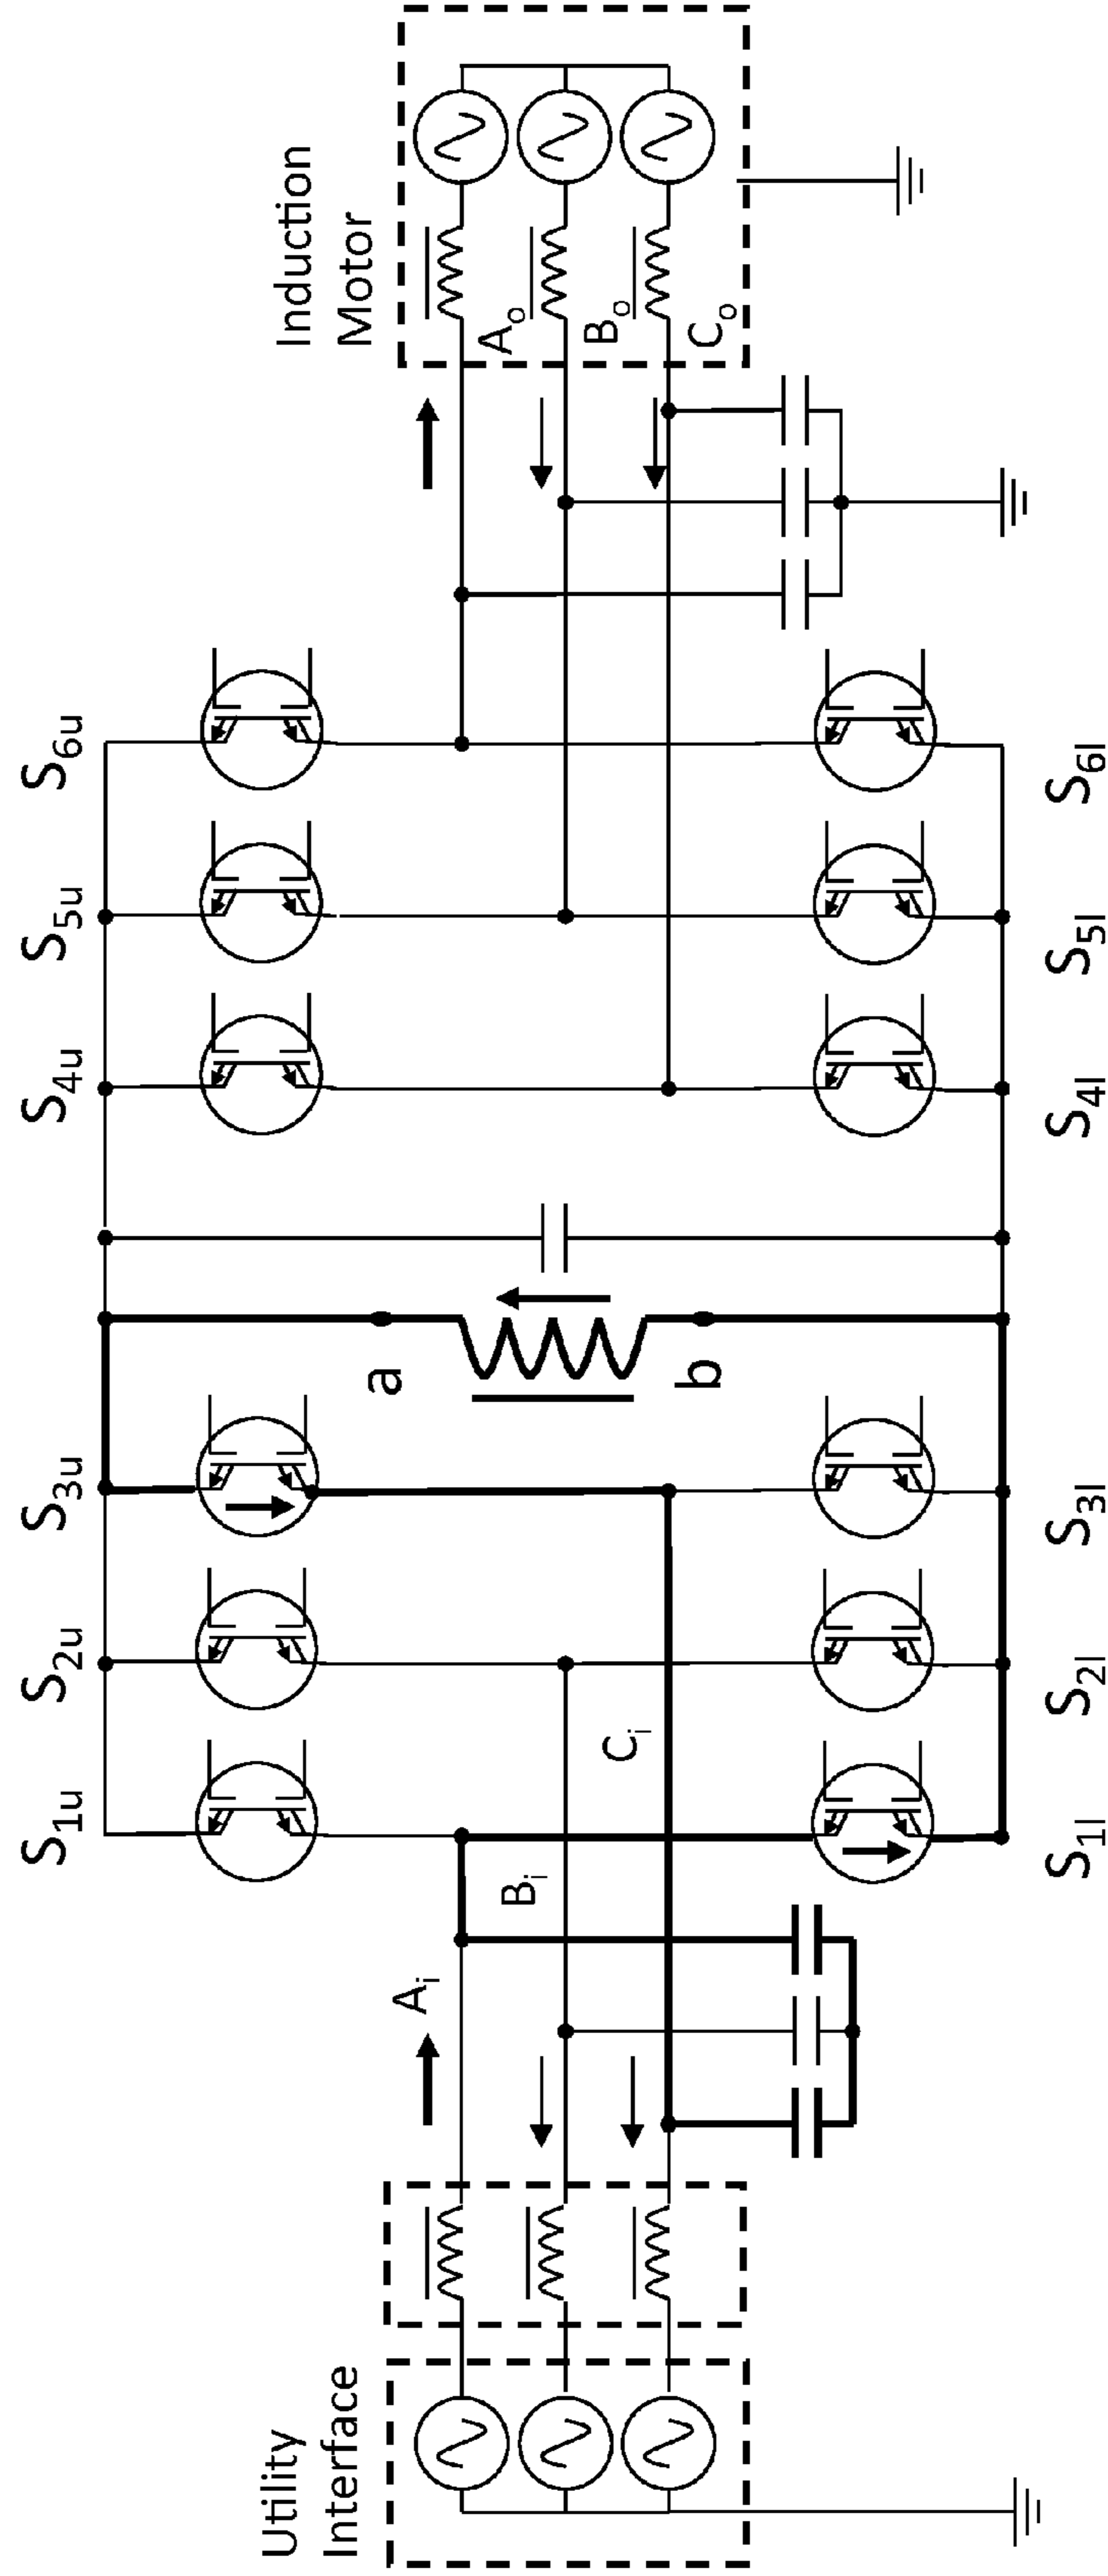 Utility
Interface
Induction
Motor
S1u
S2u
S3u
S4u
S5u
S6u
Ai
Bi
Ci
a
b
Ao
Bo
Co
S1l
S2l
S3l
S4l
S5l
S6l